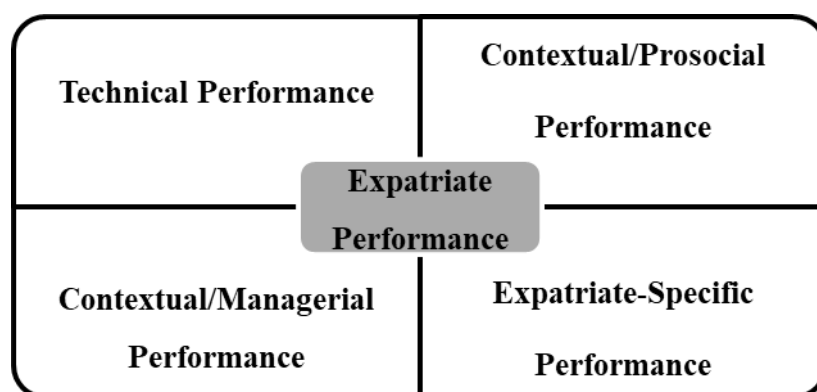 Technical Performance
Contextual/Prosocial
Performance
Expatriate
Performance
Contextual/Managerial
Performance
Expatriate-Specific
Performance